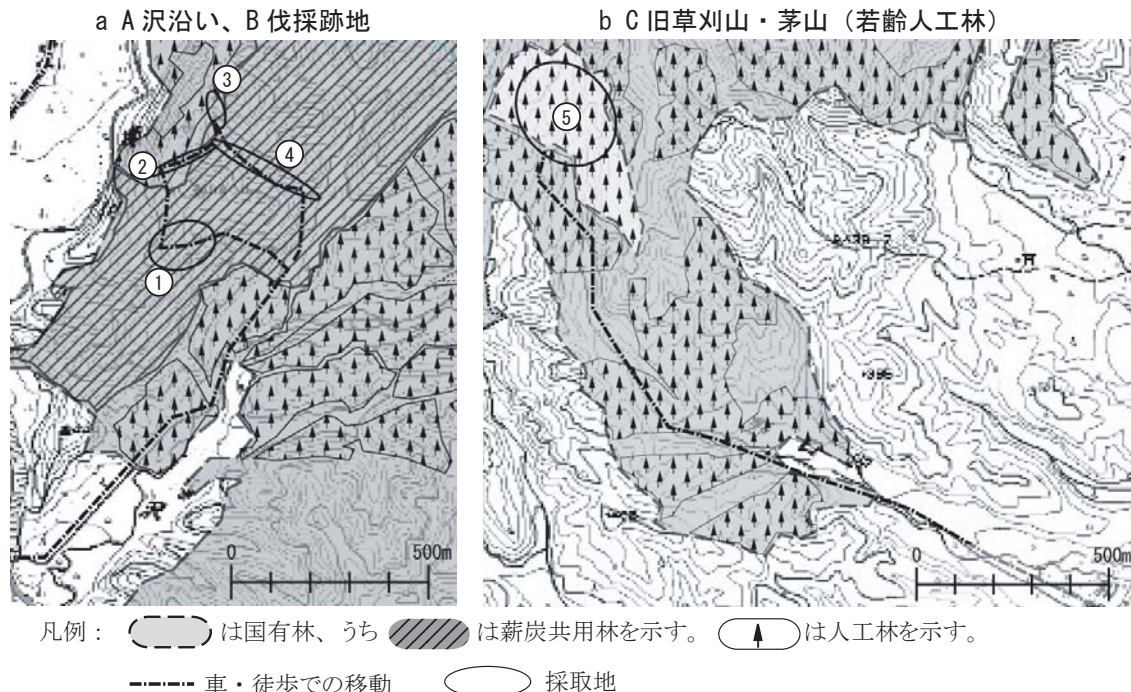 a A沢沿い、B伐採跡地
b C旧草刈山・茅山（若齢人工林）
③
②
④
①
0
500m
⑤
0
500m
凡例： は国有林、うち は薪炭共用林を示す。 は人工林を示す。
車・徒歩での移動 採取地